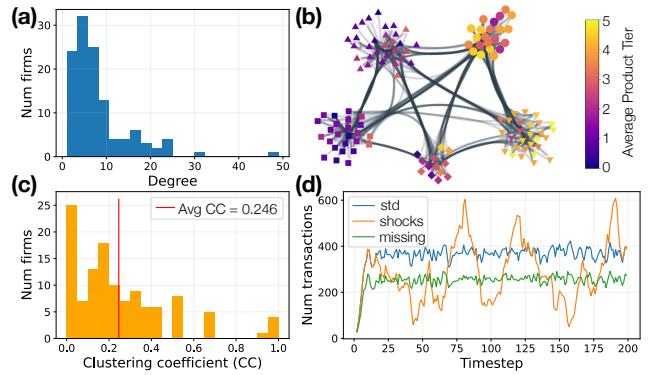 (a)
Num firms
30
15
0
0
10
20
30
40
50
Degree
(b)
5
4
3
2
1
0
Average Product Tier
(c)
Num firms
25
20
15
10
5
0
Avg CC = 0.246
0.0
0.2
0.4
0.6
0.8
1.0
Clustering coefficient (CC)
(d)
Num transactions
600
400
200
0
std
shocks
missing
0
25
50
75
100
125
150
175
200
Timestep